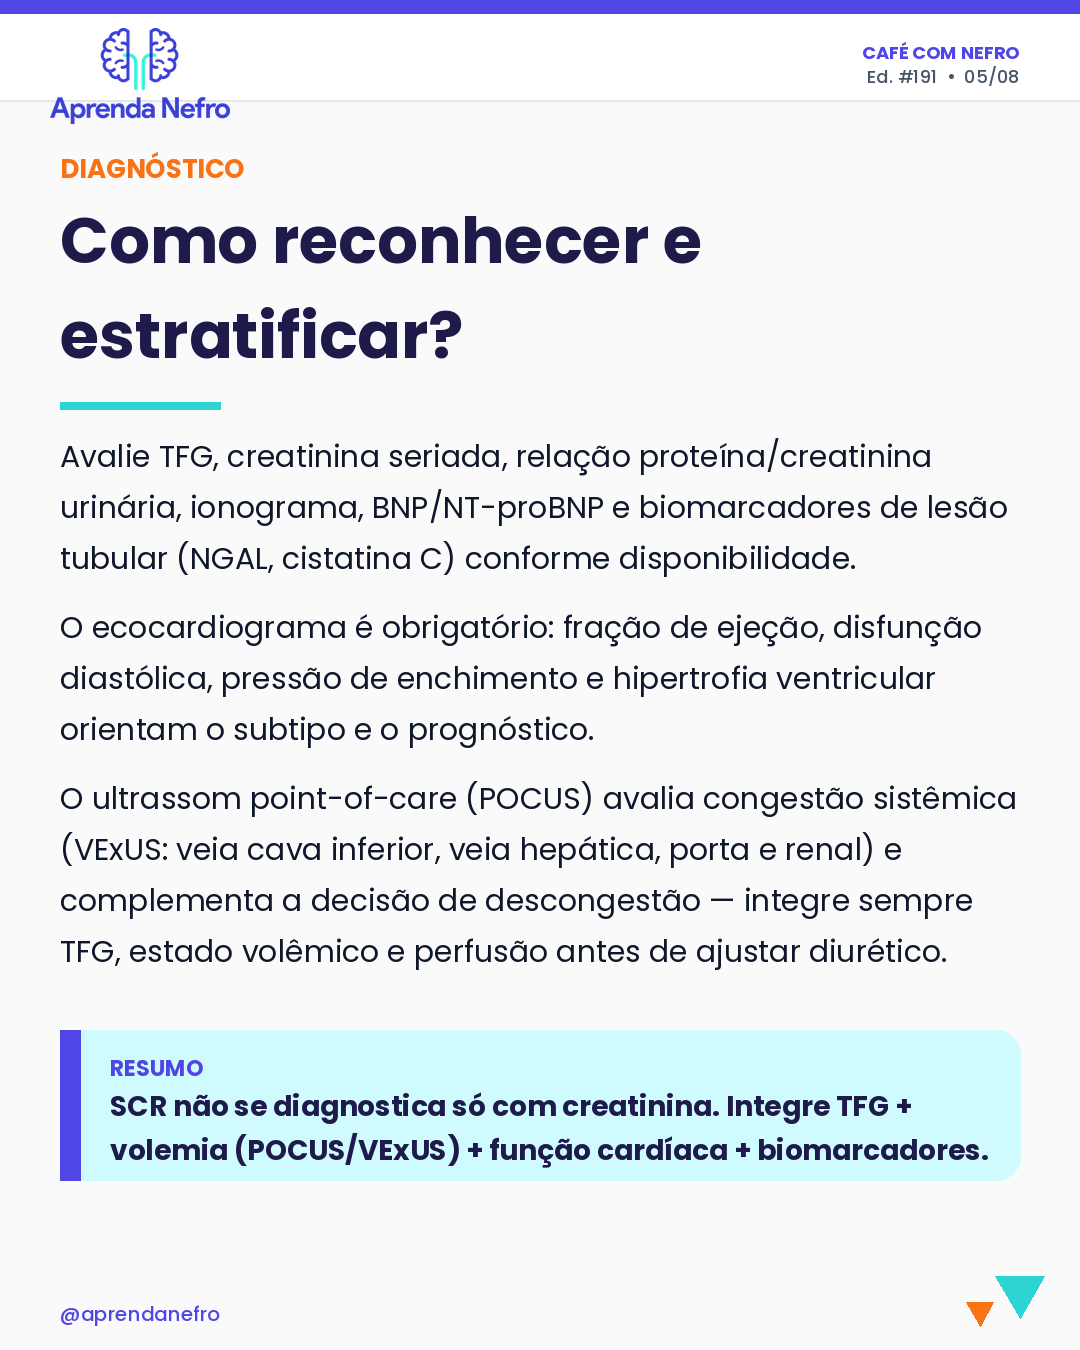 Aprenda Nefro
CAFÉ COM NEFRO
Ed. #191 • 05/08
DIAGNÓSTICO
Como reconhecer e
estratificar?
Avalie TFG, creatinina seriada, relação proteína/creatinina
urinária, ionograma, BNP/NT-proBNP e biomarcadores de lesão
tubular (NGAL, cistatina C) conforme disponibilidade.
O ecocardiograma é obrigatório: fração de ejeção, disfunção
diastólica, pressão de enchimento e hipertrofia ventricular
orientam o subtipo e o prognóstico.
O ultrassom point-of-care (POCUS) avalia congestão sistêmica
(VExUS: veia cava inferior, veia hepática, porta e renal) e
complementa a decisão de descongestão — integre sempre
TFG, estado volêmico e perfusão antes de ajustar diurético.
RESUMO
SCR não se diagnostica só com creatinina. Integre TFG +
volemia (POCUS/VExUS) + função cardíaca + biomarcadores.
@aprendanefro